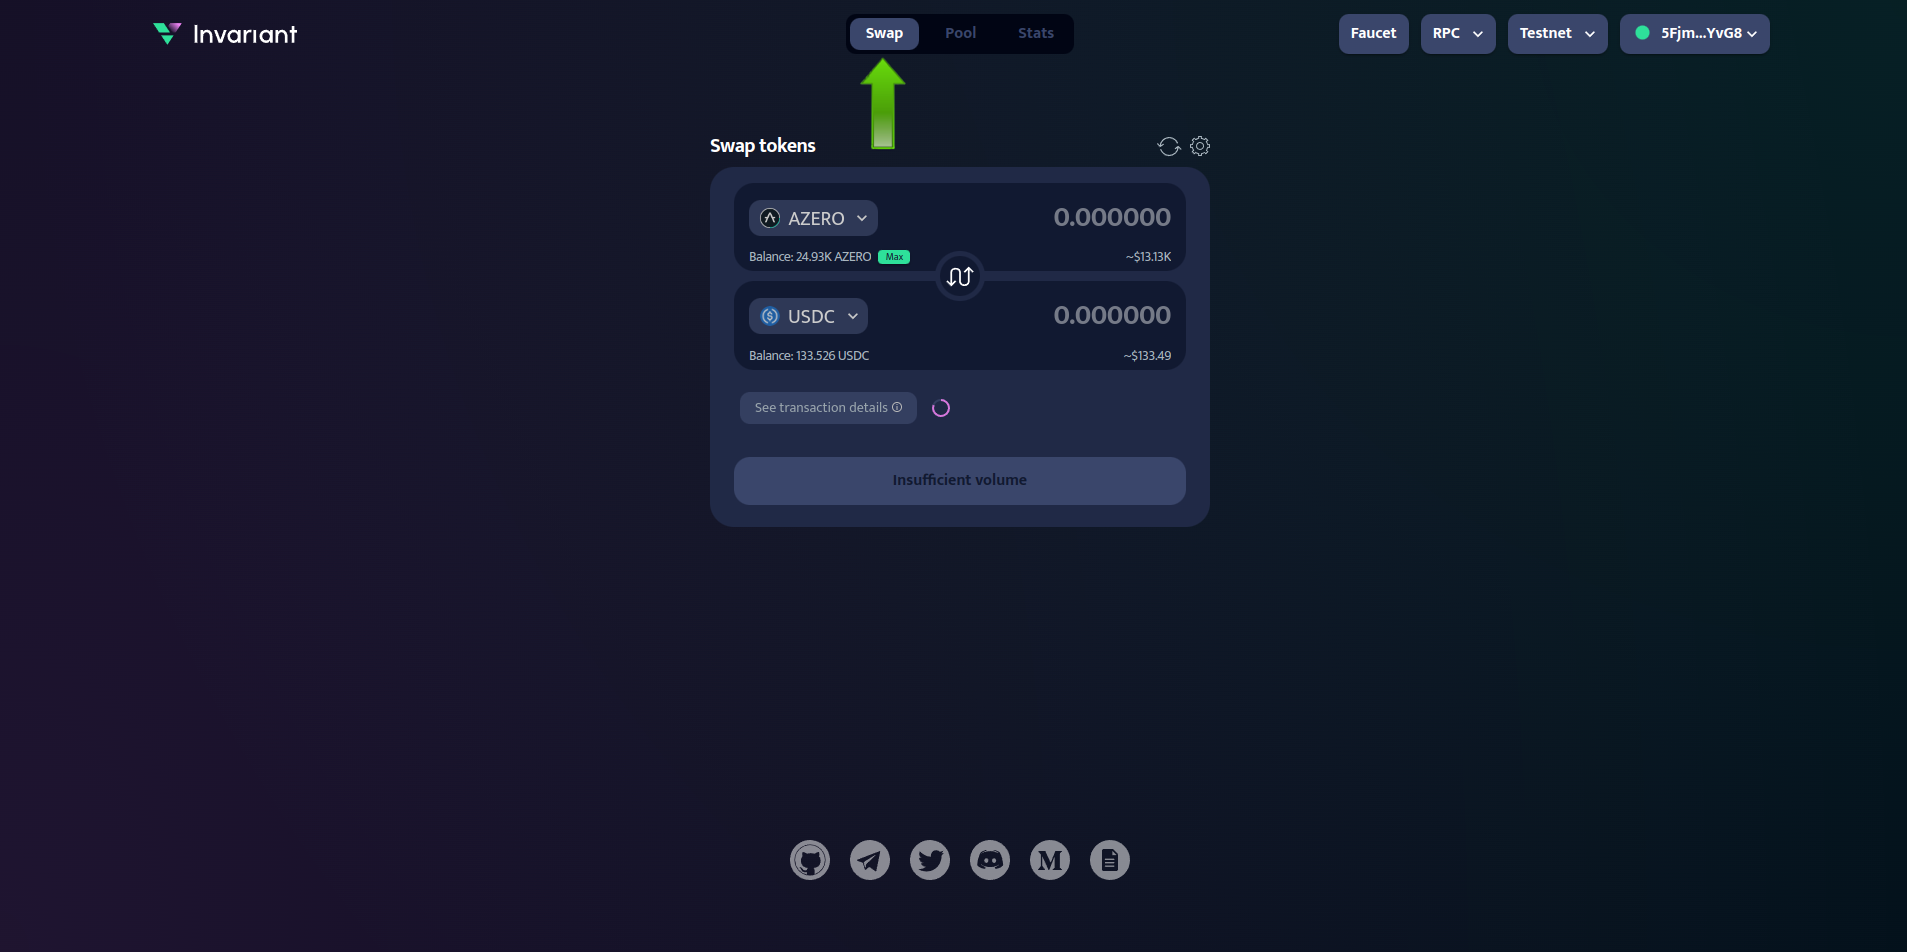 Invariant
Swap Pool Stats
Faucet RPC Testnet 5Fjm...YvG8
Swap tokens
AZERO 0.000000
Balance: 24.93K AZERO Max ~$13.13K
USDC 0.000000
Balance: 133.526 USDC ~$133.49
See transaction details
Insufficient volume